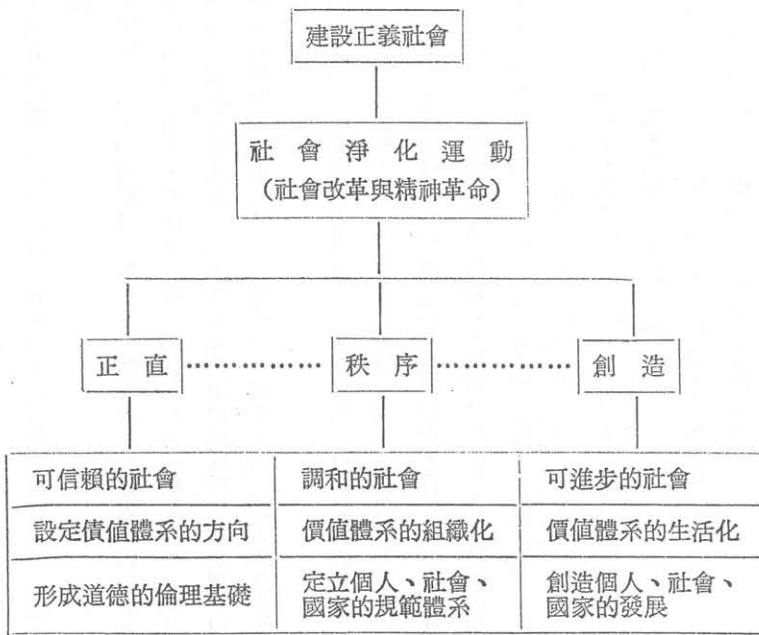 建設正義社會
社會淨化運動
(社會改革與精神革命)
正直………………秩序………………創造
可信賴的社會 調和的社會 可進步的社會
設定債值體系的方向 價值體系的組織化 價值體系的生活化
形成道德的倫理基礎 定立個人、社會、國家的規範體系 創造個人、社會、國家的發展